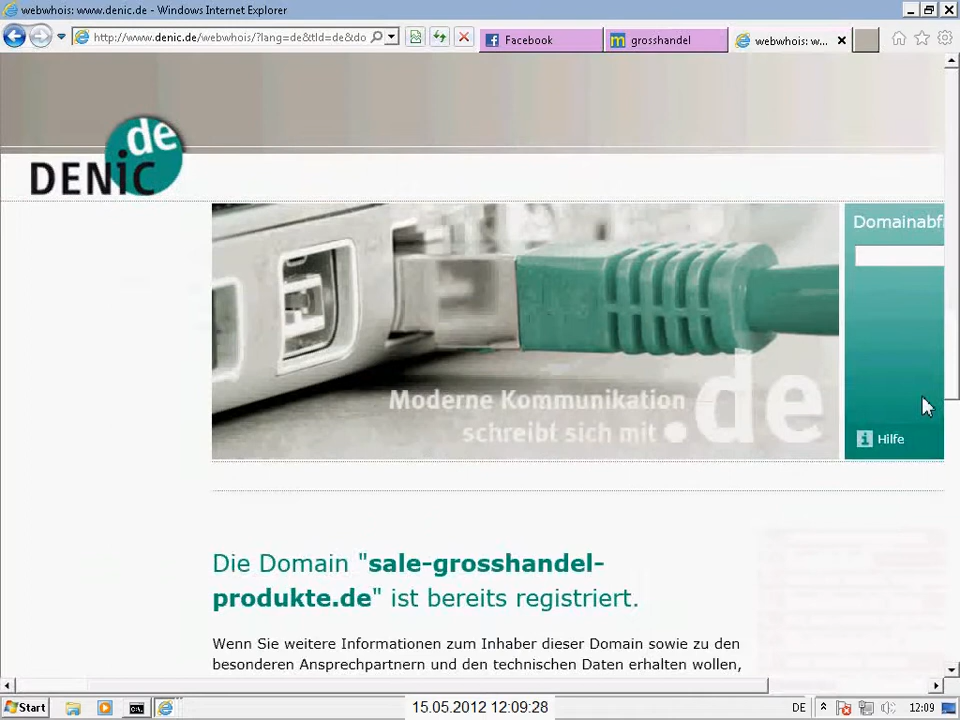 webwhois: www.denic.de - Windows Internet Explorer
http://www.denic.de/webwhois/?lang=de&tld=de&do
Facebook
grosshandel
webwhois: w...
de
DENiC
Domainabf
Moderne Kommunikation
schreibt sich mit .de
Hilfe
Die Domain "sale-grosshandel-
produkte.de" ist bereits registriert.
Wenn Sie weitere Informationen zum Inhaber dieser Domain sowie zu den
besonderen Ansprechpartnern und den technischen Daten erhalten wollen,
Start
15.05.2012 12:09:28
DE
12:09